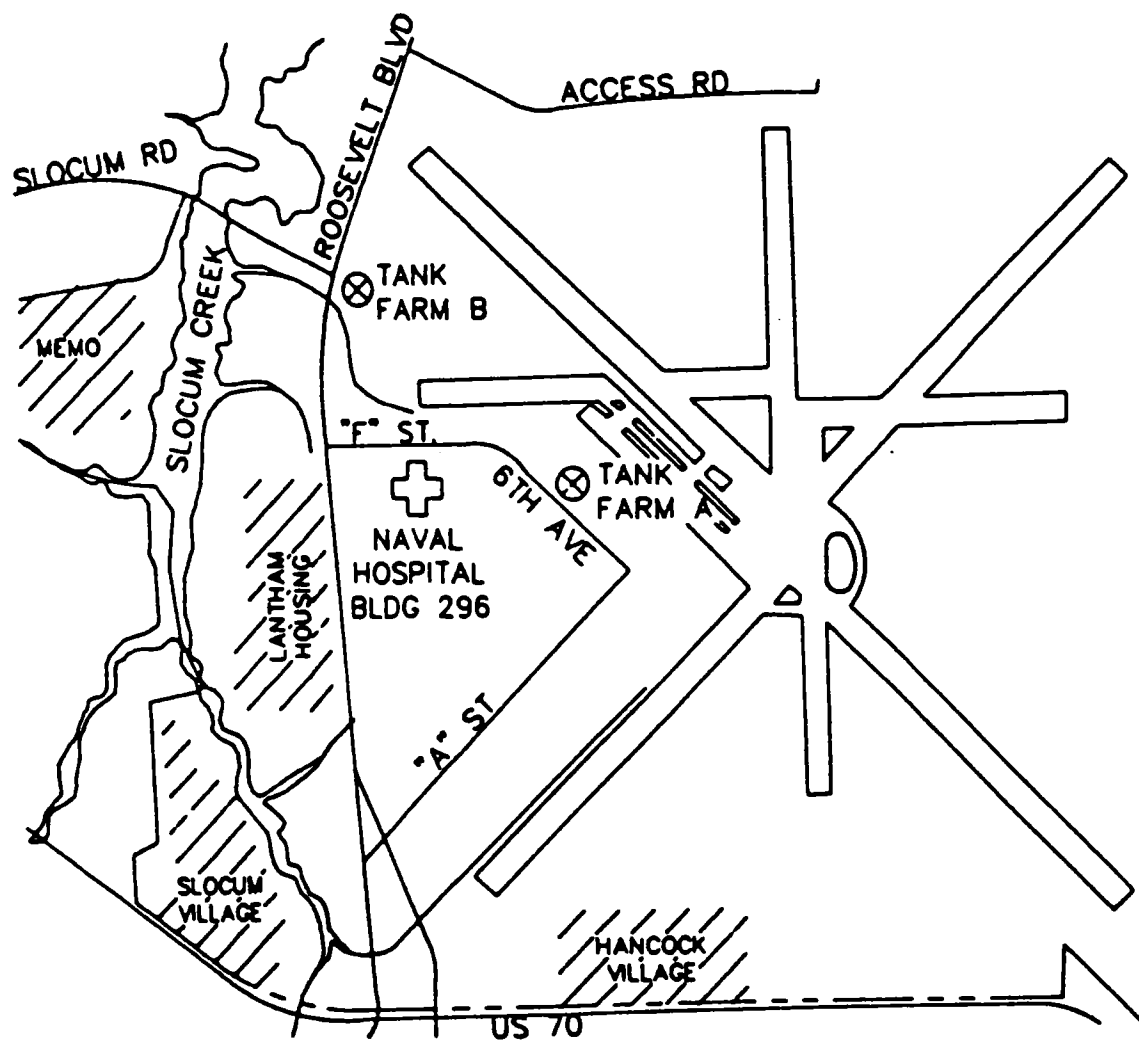 ROOSEVELT BLVD
ACCESS RD
SLOCUM RD
TANK
FARM B
SLOCUM CREEK
MEMO
"F" ST.
6TH AVE
TANK
FARM A
NAVAL
HOSPITAL
BLDG 296
LANTHAM
HOUSING
"A" ST
SLOCUM
VILLAGE
HANCOCK
VILLAGE
US 70